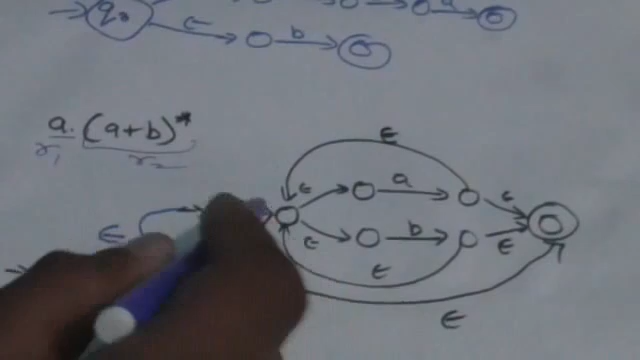 q₀
a
ε b
a.(a+b)*
r₁ r₂
ε
ε a ε
ε b ε
ε
ε
ε